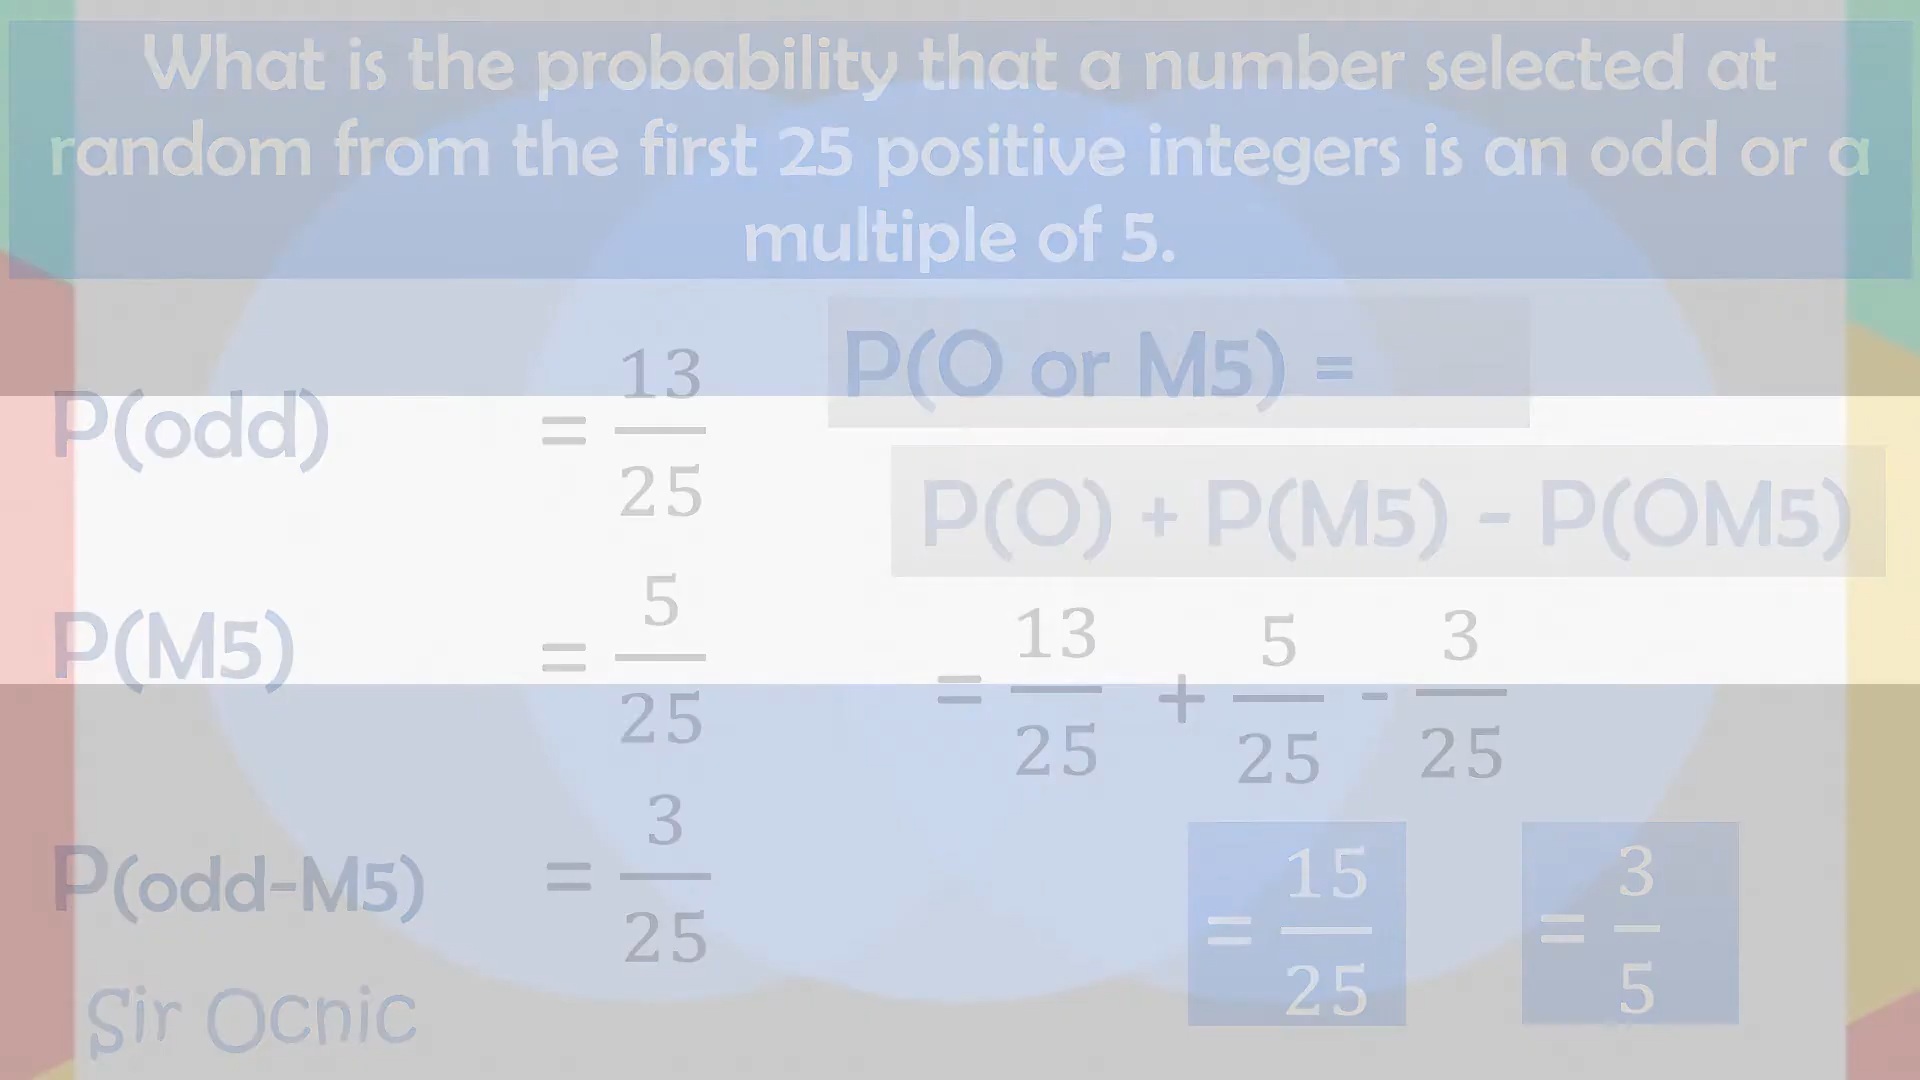 What is the probability that a number selected at
random from the first 25 positive integers is an odd or a
multiple of 5.
P(odd) = 13/25
P(M5) = 5/25
P(odd-M5) = 3/25
Sir Ocnic
P(O or M5) =
P(O) + P(M5) - P(OM5)
= 13/25 + 5/25 - 3/25
= 15/25 = 3/5